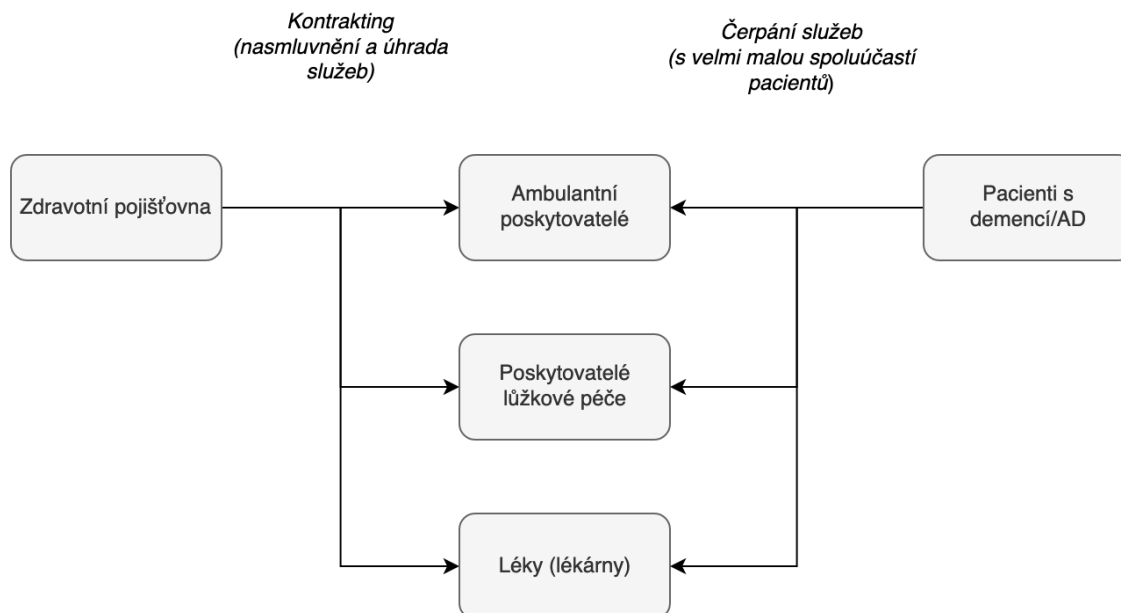 Kontrakting
(nasmluvnění a úhrada
služeb)
Čerpání služeb
(s velmi malou spoluúčastí
pacientů)
Zdravotní pojišťovna
Ambulantní
poskytovatelé
Pacienti s
demencí/AD
Poskytovatelé
lůžkové péče
Léky (lékárny)